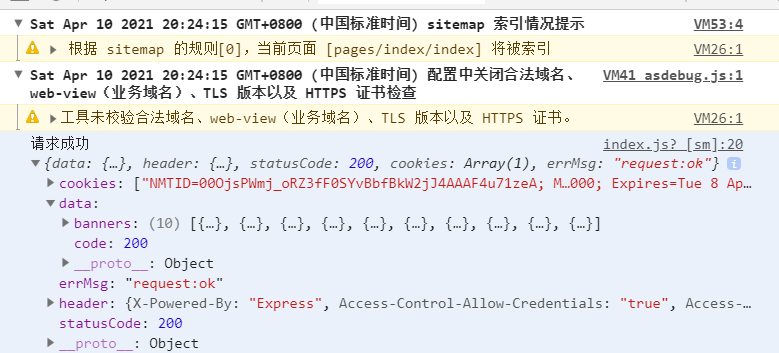 Sat Apr 10 2021 20:24:15 GMT+0800 (中国标准时间) sitemap 索引情况提示 VM53:4
根据 sitemap 的规则[0]，当前页面 [pages/index/index] 将被索引 VM26:1
Sat Apr 10 2021 20:24:15 GMT+0800 (中国标准时间) 配置中关闭合法域名、 VM41 asdebug.js:1
web-view（业务域名）、TLS 版本以及 HTTPS 证书检查
工具未校验合法域名、web-view（业务域名）、TLS 版本以及 HTTPS 证书。 VM26:1
请求成功 index.js? [sm]:20
{data: {…}, header: {…}, statusCode: 200, cookies: Array(1), errMsg: "request:ok"}
cookies: ["NMTID=00OjsPWmj_oRZ3fF0SYvBbfBkW2jJ4AAAF4u71zeA; M…000; Expires=Tue 8 Ap…
data:
banners: (10) [{…}, {…}, {…}, {…}, {…}, {…}, {…}, {…}, {…}, {…}]
code: 200
__proto__: Object
errMsg: "request:ok"
header: {X-Powered-By: "Express", Access-Control-Allow-Credentials: "true", Access-…
statusCode: 200
__proto__: Object